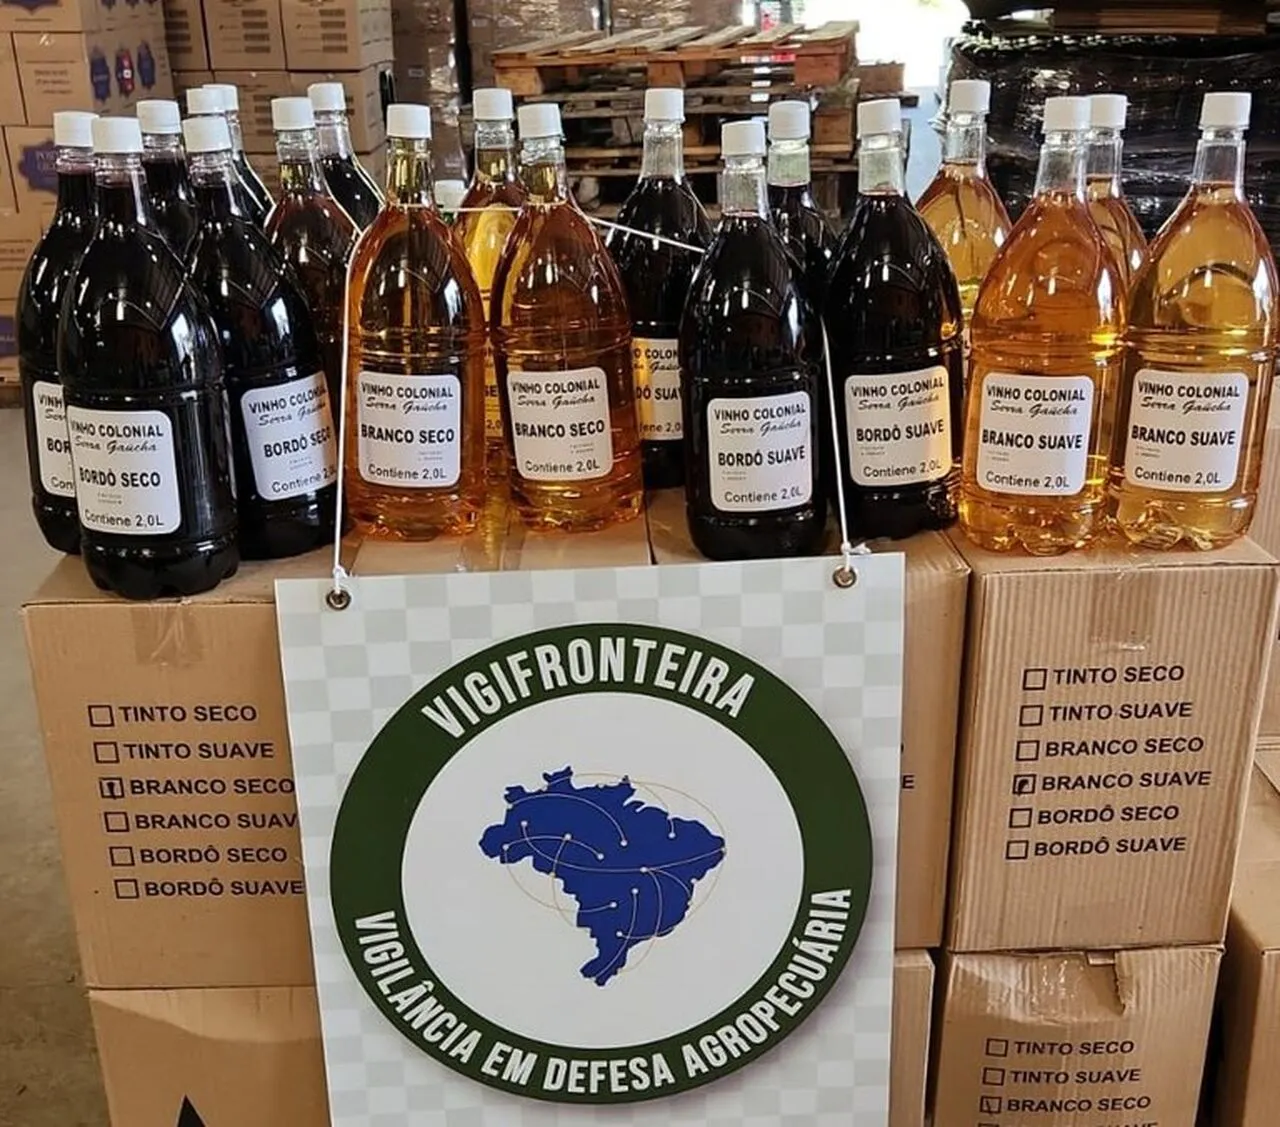 VINHO COLONIAL
Serra Gaúcha
BORDÔ SECO
Contiene 2,0L
VINHO COLONIAL
Serra Gaúcha
BORDÔ SECO
Contiene 2,0L
VINHO COLONIAL
Serra Gaúcha
BRANCO SECO
Contiene 2,0L
VINHO COLONIAL
Serra Gaúcha
BRANCO SECO
Contiene 2,0L
VINHO COLONIAL
Serra Gaúcha
BORDÔ SUAVE
Contiene 2,0L
VINHO COLONIAL
Serra Gaúcha
BORDÔ SUAVE
Contiene 2,0L
VINHO COLONIAL
Serra Gaúcha
BRANCO SUAVE
Contiene 2,0L
VINHO COLONIAL
Serra Gaúcha
BRANCO SUAVE
Contiene 2,0L
TINTO SECO
TINTO SUAVE
BRANCO SECO
BRANCO SUAV
BORDÔ SECO
BORDÔ SUAVE
VIGIFRONTEIRA
VIGILÂNCIA EM DEFESA AGROPECUÁRIA
TINTO SECO
TINTO SUAVE
BRANCO SECO
BRANCO SUAVE
BORDÔ SECO
BORDÔ SUAVE
TINTO SECO
TINTO SUAVE
BRANCO SECO